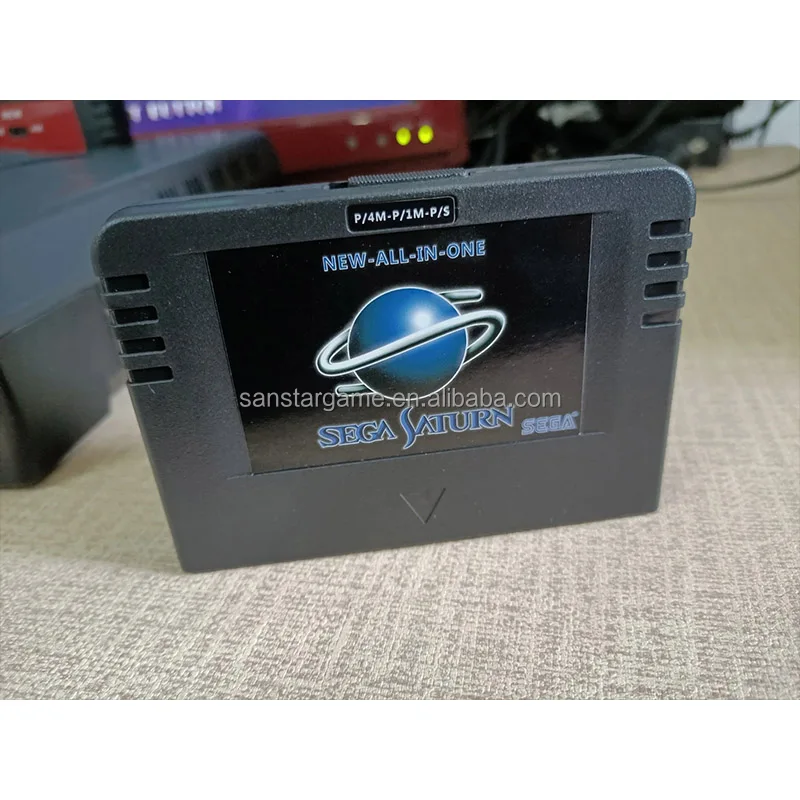 P/4M-P/1M-P/S
NEW-ALL-IN-ONE
sanstargame.en.alibaba.com
SEGA SATURN
SEGA®